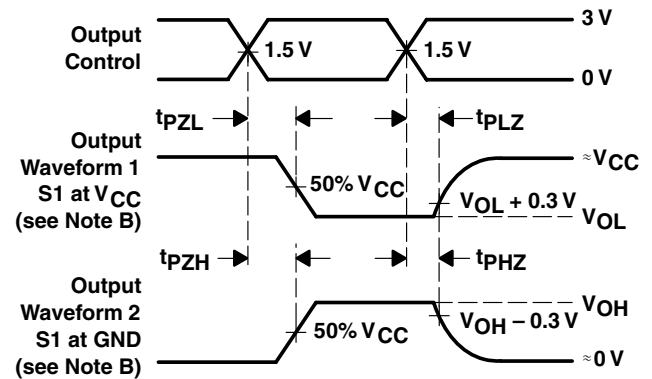 Output
Control
1.5 V
1.5 V
3 V
0 V
tPZL
tPLZ
Output
Waveform 1
S1 at VCC
(see Note B)
50% VCC
≈VCC
VOL + 0.3 V
VOL
tPZH
tPHZ
Output
Waveform 2
S1 at GND
(see Note B)
50% VCC
VOH
VOH − 0.3 V
≈0 V